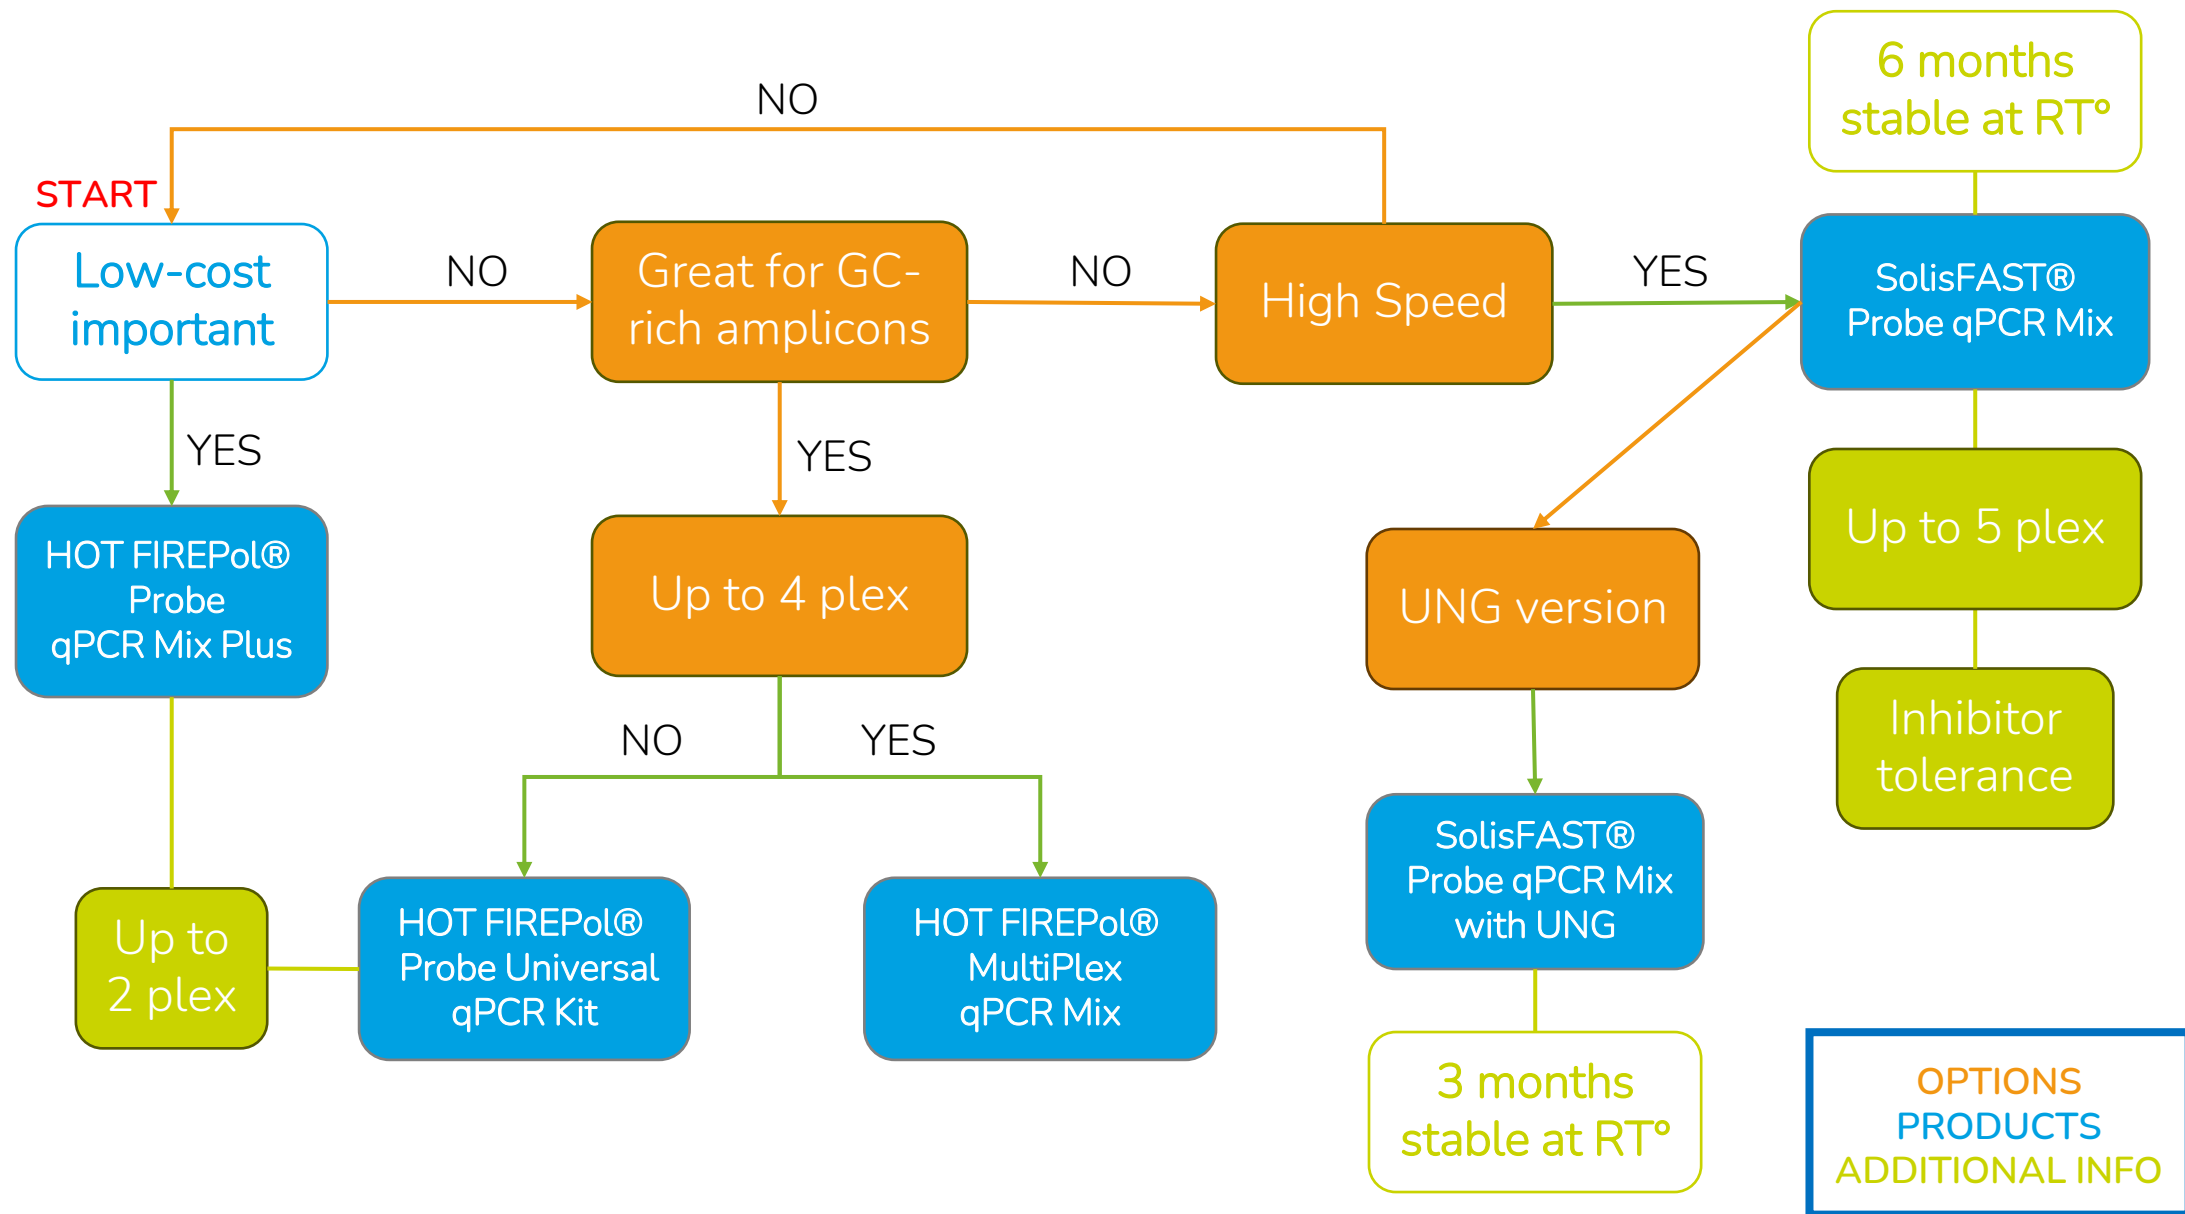 NO
6 months
stable at RT°
START
Low-cost
important
NO
Great for GC-
rich amplicons
NO
High Speed
YES
SolisFAST®
Probe qPCR Mix
YES
YES
HOT FIREPol®
Probe
qPCR Mix Plus
Up to 4 plex
UNG version
Up to 5 plex
NO
YES
Inhibitor
tolerance
Up to
2 plex
HOT FIREPol®
Probe Universal
qPCR Kit
HOT FIREPol®
MultiPlex
qPCR Mix
SolisFAST®
Probe qPCR Mix
with UNG
3 months
stable at RT°
OPTIONS
PRODUCTS
ADDITIONAL INFO